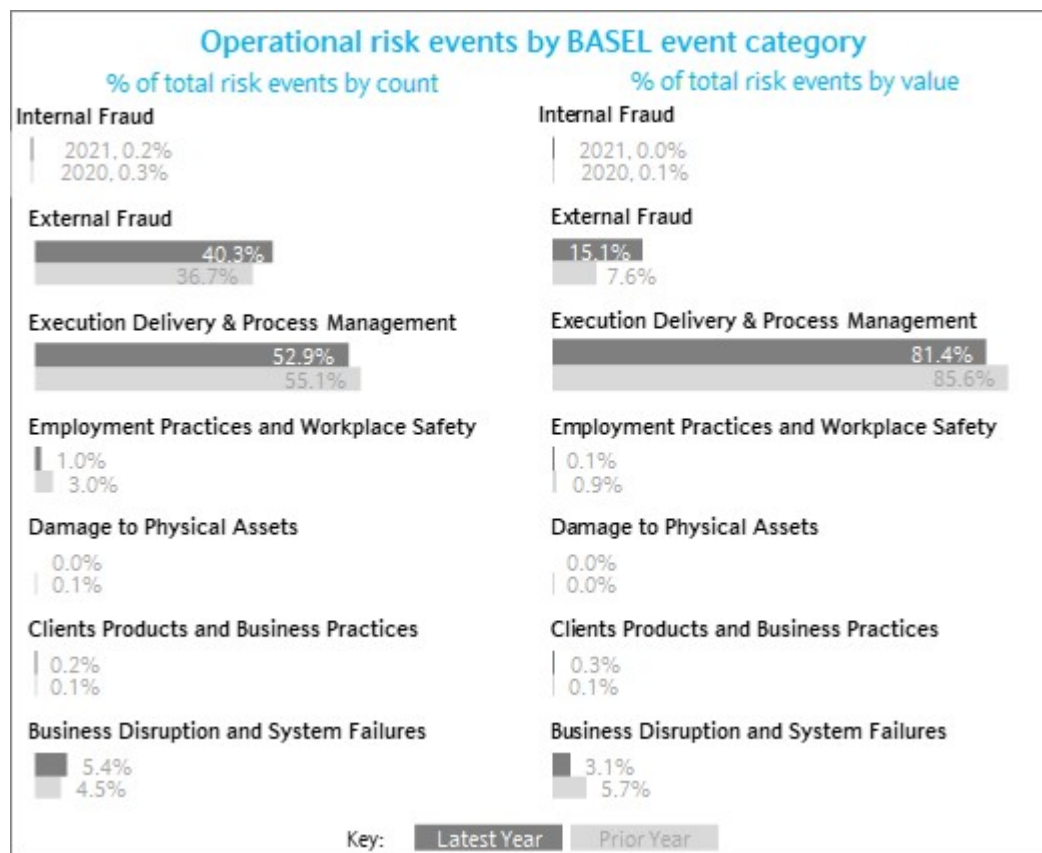 Operational risk events by BASEL event category
% of total risk events by count
Internal Fraud
2021, 0.2%
2020, 0.3%
External Fraud
40.3%
36.7%
Execution Delivery & Process Management
52.9%
55.1%
Employment Practices and Workplace Safety
1.0%
3.0%
Damage to Physical Assets
0.0%
0.1%
Clients Products and Business Practices
0.2%
0.1%
Business Disruption and System Failures
5.4%
4.5%
% of total risk events by value
Internal Fraud
2021, 0.0%
2020, 0.1%
External Fraud
15.1%
7.6%
Execution Delivery & Process Management
81.4%
85.6%
Employment Practices and Workplace Safety
0.1%
0.9%
Damage to Physical Assets
0.0%
0.0%
Clients Products and Business Practices
0.3%
0.1%
Business Disruption and System Failures
3.1%
5.7%
Key: Latest Year Prior Year